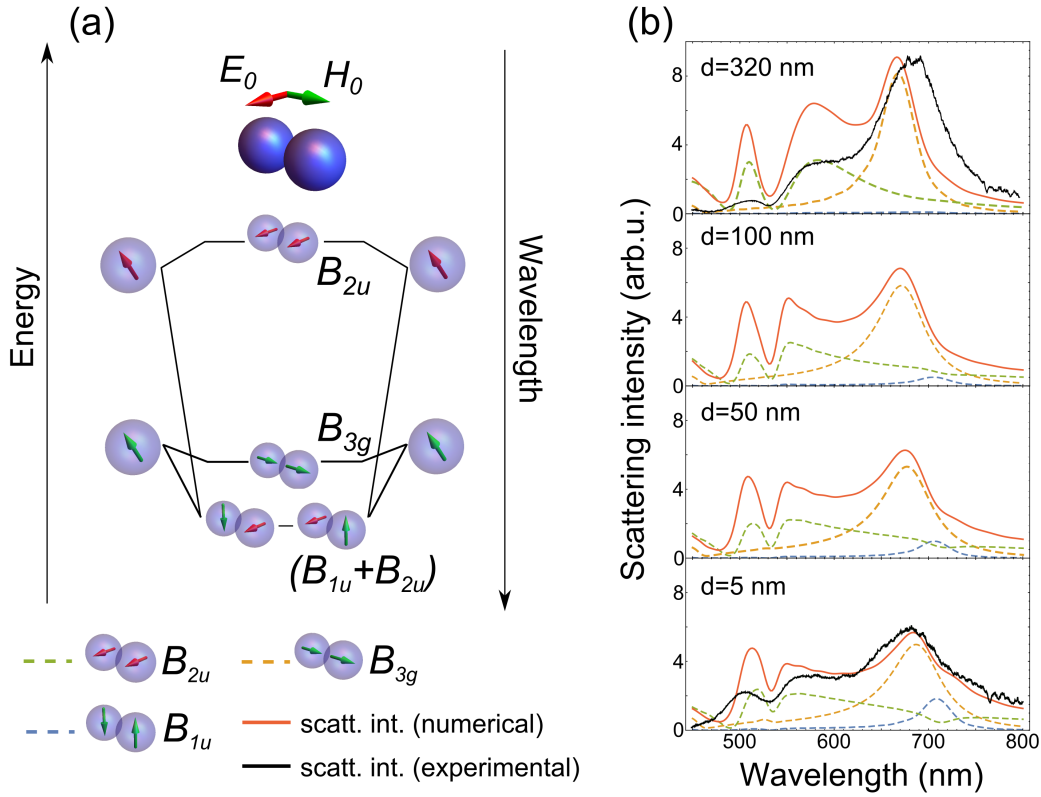 (a)
E0 H0
Energy
Wavelength
B2u
B3g
(B1u+B2u)
B2u
B3g
B1u
scatt. int. (numerical)
scatt. int. (experimental)
(b)
Scattering intensity (arb.u.)
d=320 nm
8
4
0
d=100 nm
8
4
0
d=50 nm
8
4
0
d=5 nm
8
4
0
500 600 700 800
Wavelength (nm)